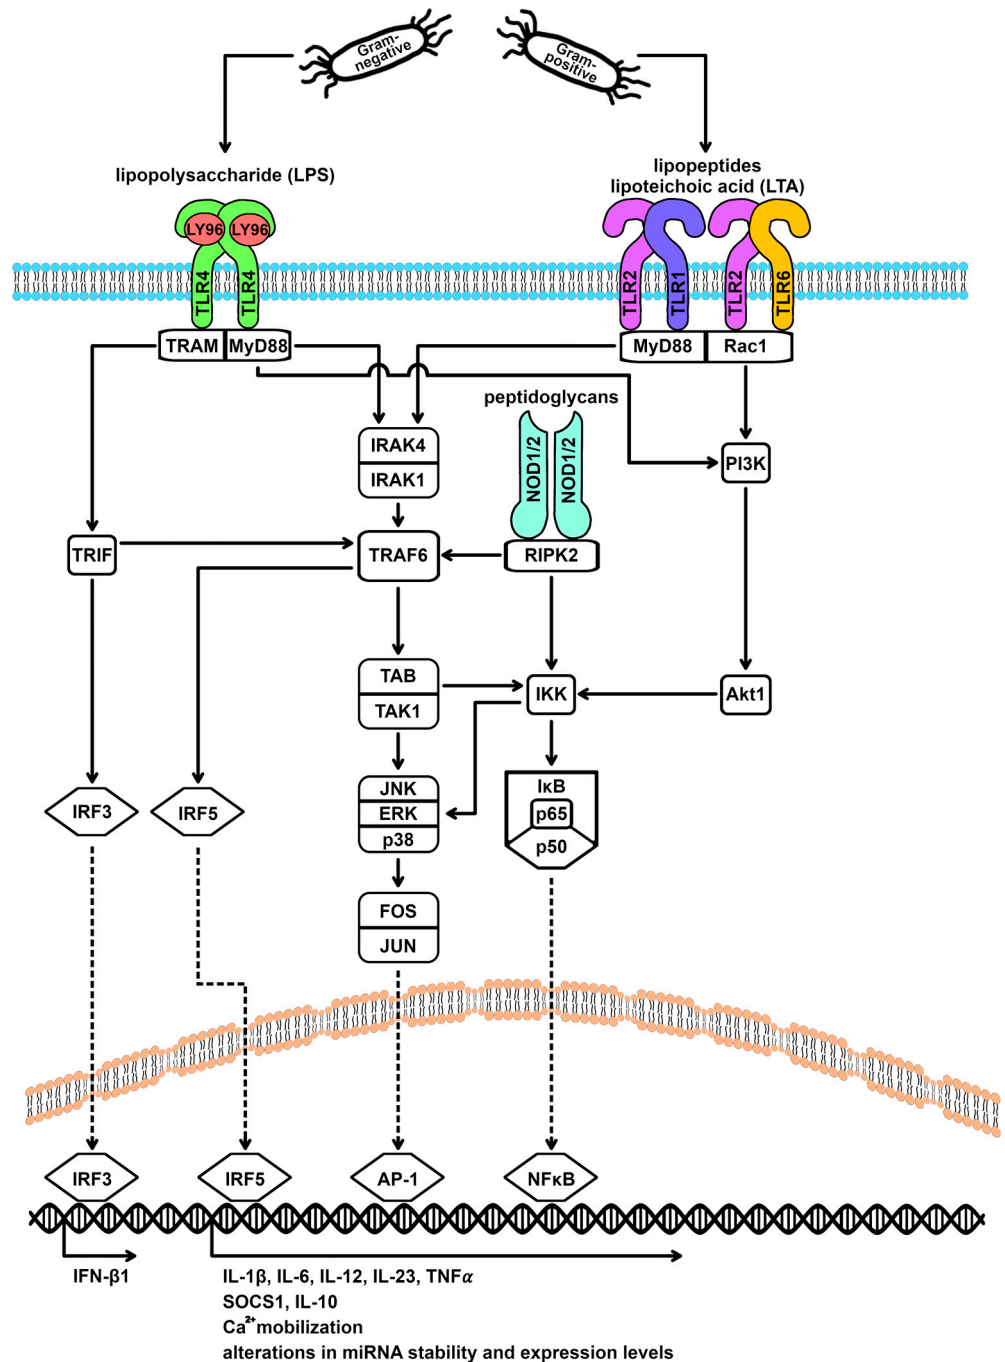 Gram-
negative
Gram-
positive
lipopolysaccharide (LPS)
lipopeptides
lipoteichoic acid (LTA)
LY96
LY96
TLR4
TLR4
TLR2
TLR1
TLR2
TLR6
TRAM
MyD88
MyD88
Rac1
peptidoglycans
NOD1/2
NOD1/2
IRAK4
IRAK1
PI3K
TRIF
TRAF6
RIPK2
TAB
TAK1
IKK
Akt1
IRF3
IRF5
JNK
ERK
p38
IκB
p65
p50
FOS
JUN
IRF3
IRF5
AP-1
NFκB
IFN-β1
IL-1β, IL-6, IL-12, IL-23, TNFα
SOCS1, IL-10
Ca²⁺mobilization
alterations in miRNA stability and expression levels